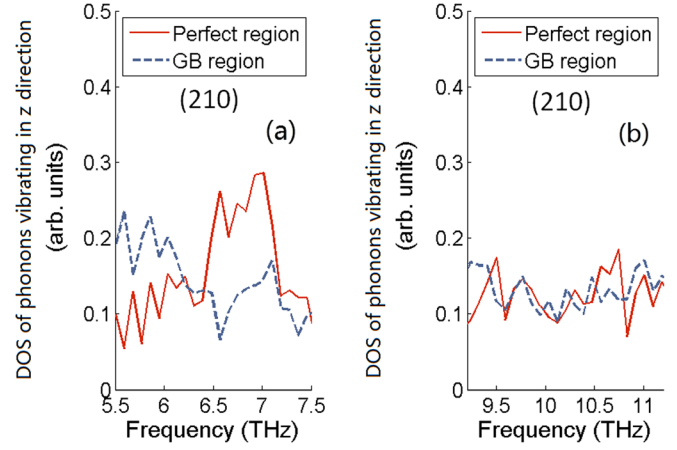 DOS of phonons vibrating in z direction
(arb. units)
0.5
0.4
0.3
0.2
0.1
0
Perfect region
GB region
(210)
(a)
5.5 6 6.5 7 7.5
Frequency (THz)
DOS of phonons vibrating in z direction
(arb. units)
0.5
0.4
0.3
0.2
0.1
0
Perfect region
GB region
(210)
(b)
9.5 10 10.5 11
Frequency (THz)